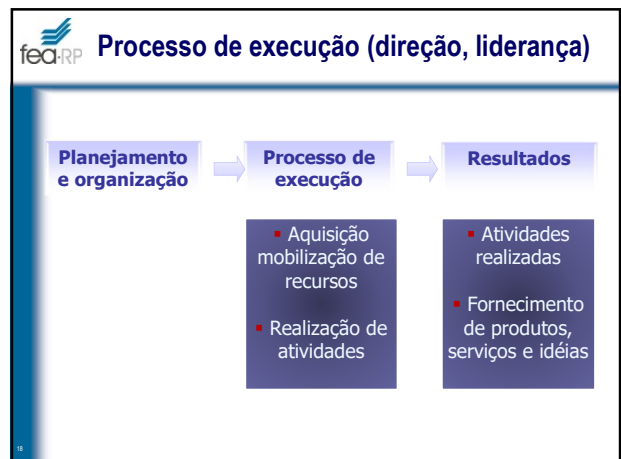 fea-RP
Processo de execução (direção, liderança)
Planejamento
e organização
Processo de
execução
Resultados
▪ Aquisição
mobilização de
recursos
▪ Realização de
atividades
▪ Atividades
realizadas
▪ Fornecimento
de produtos,
serviços e idéias
18